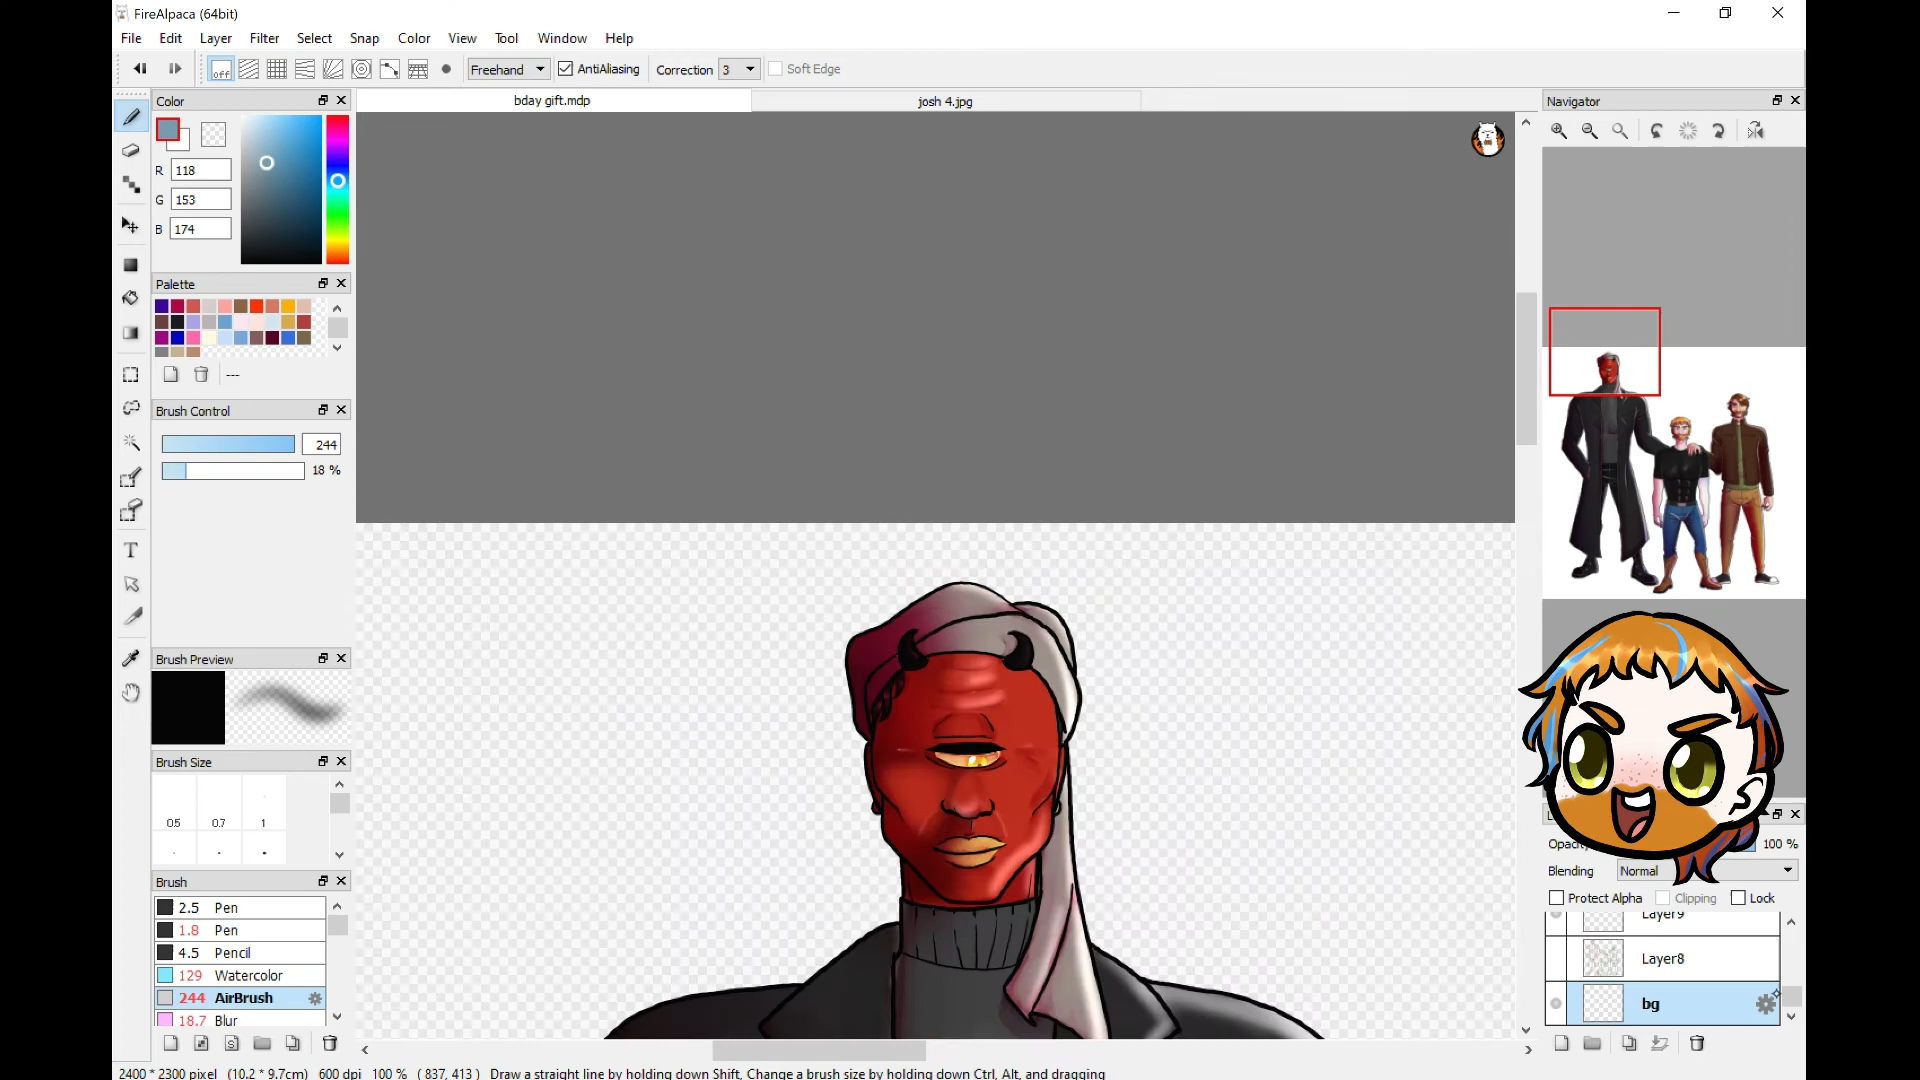 FireAlpaca (64bit)
File Edit Layer Filter Select Snap Color View Tool Window Help
off Freehand AntiAliasing Correction 3 Soft Edge
Color
bday gift.mdp
josh 4.jpg
Navigator
R 118
G 153
B 174
Palette
---
Brush Control
244
18 %
Brush Preview
Brush Size
0.5 0.7 1
Opacity 100 %
Blending Normal
Brush
Protect Alpha Clipping Lock
2.5 Pen
1.8 Pen
4.5 Pencil
129 Watercolor
244 AirBrush
18.7 Blur
Layer9
Layer8
bg
T
2400 * 2300 pixel (10.2 * 9.7cm) 600 dpi 100 % ( 837, 413 ) Draw a straight line by holding down Shift, Change a brush size by holding down Ctrl, Alt, and dragging